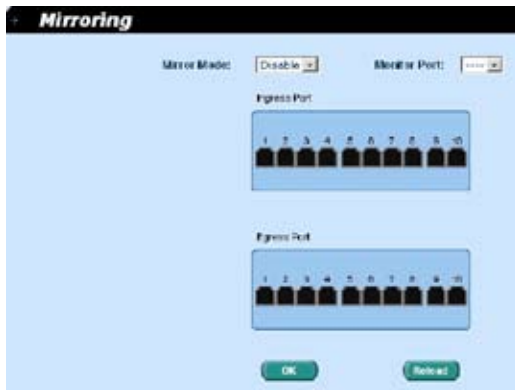 Mirroring
Mirror Mode: Disable Monitor Port: ----
Ingress Port
1 2 3 4 5 6 7 8 9 10
Egress Port
1 2 3 4 5 6 7 8 9 10
OK Reload